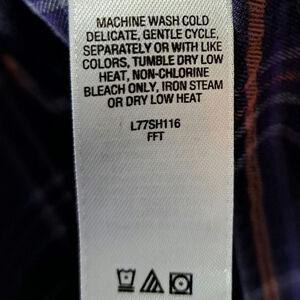 MACHINE WASH COLD
DELICATE, GENTLE CYCLE,
SEPARATELY OR WITH LIKE
COLORS, TUMBLE DRY LOW
HEAT, NON-CHLORINE
BLEACH ONLY, IRON STEAM
OR DRY LOW HEAT
L77SH116
FFT